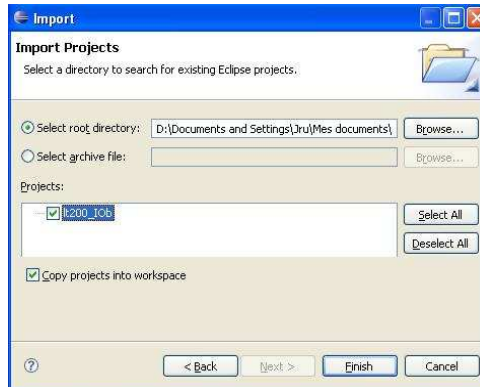 Import
Import Projects
Select a directory to search for existing Eclipse projects.
Select root directory: D:\Documents and Settings\Jru\Mes documents\ Browse...
Select archive file: Browse...
Projects:
lt200_IOb
Select All
Deselect All
Copy projects into workspace
? < Back Next > Finish Cancel